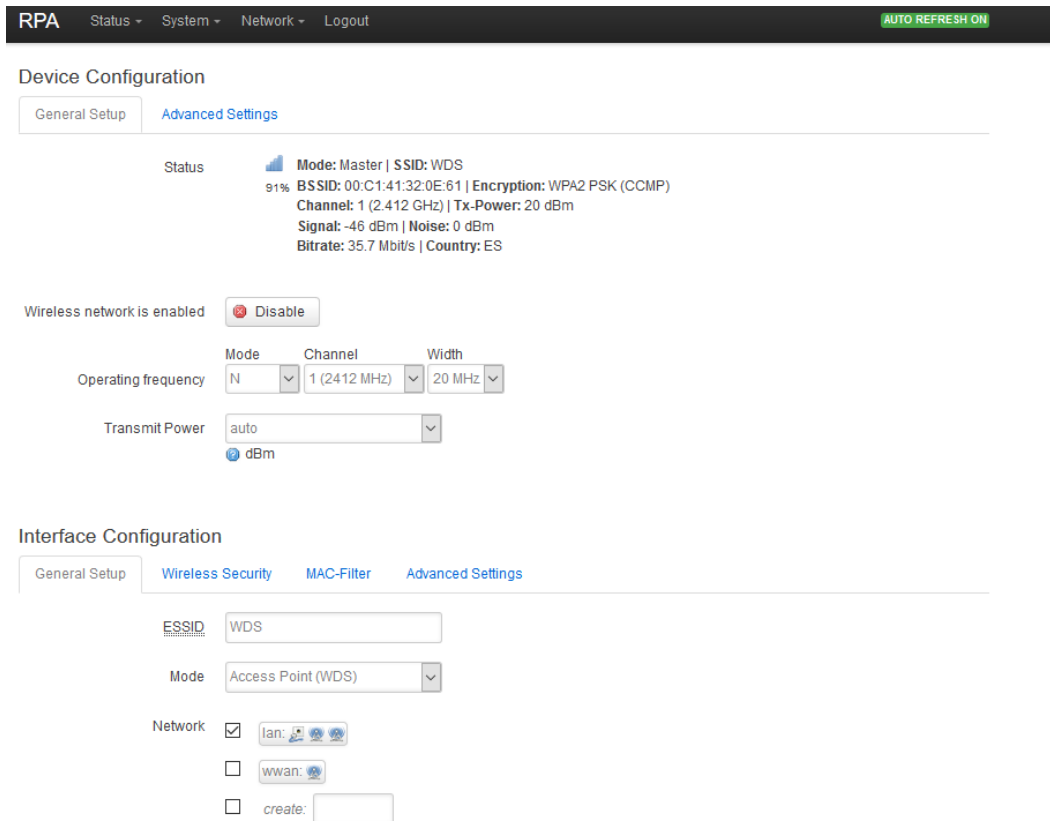 RPA Status System Network Logout AUTO REFRESH ON
Device Configuration
General Setup Advanced Settings
Status
91%
Mode: Master | SSID: WDS
BSSID: 00:C1:41:32:0E:61 | Encryption: WPA2 PSK (CCMP)
Channel: 1 (2.412 GHz) | Tx-Power: 20 dBm
Signal: -46 dBm | Noise: 0 dBm
Bitrate: 35.7 Mbit/s | Country: ES
Wireless network is enabled Disable
Mode Channel Width
Operating frequency N 1 (2412 MHz) 20 MHz
Transmit Power auto
dBm
Interface Configuration
General Setup Wireless Security MAC-Filter Advanced Settings
ESSID WDS
Mode Access Point (WDS)
Network lan:
wwan:
create: